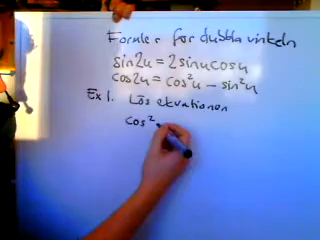 Formler för dubbla vinkeln
sin2u = 2sinucosu
cos2u = cos²u - sin²u
Ex 1. Lös ekvationen
cos²